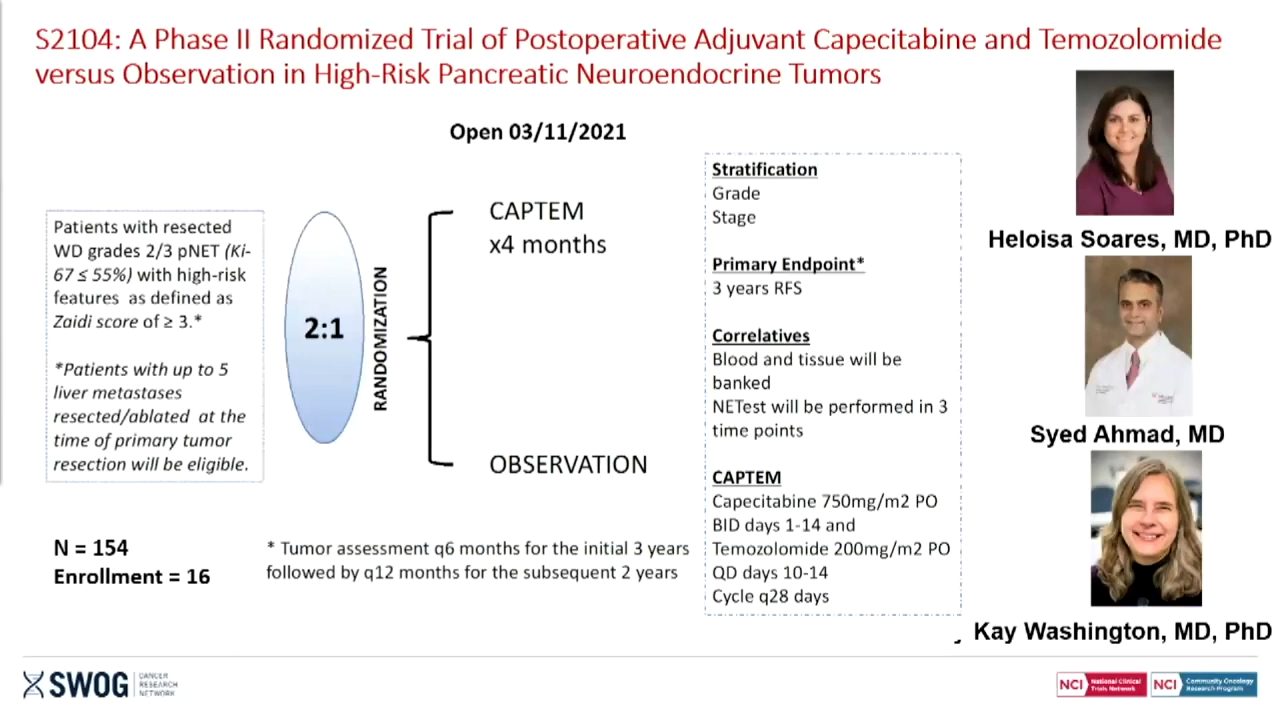 S2104: A Phase II Randomized Trial of Postoperative Adjuvant Capecitabine and Temozolomide
versus Observation in High-Risk Pancreatic Neuroendocrine Tumors
Open 03/11/2021
Patients with resected
WD grades 2/3 pNET (Ki-
67 ≤ 55%) with high-risk
features as defined as
Zaidi score of ≥ 3.*
*Patients with up to 5
liver metastases
resected/ablated at the
time of primary tumor
resection will be eligible.
2:1
RANDOMIZATION
CAPTEM
x4 months
OBSERVATION
N = 154
Enrollment = 16
* Tumor assessment q6 months for the initial 3 years
followed by q12 months for the subsequent 2 years
Stratification
Grade
Stage
Primary Endpoint*
3 years RFS
Correlatives
Blood and tissue will be
banked
NETest will be performed in 3
time points
CAPTEM
Capecitabine 750mg/m2 PO
BID days 1-14 and
Temozolomide 200mg/m2 PO
QD days 10-14
Cycle q28 days
Heloisa Soares, MD, PhD
Syed Ahmad, MD
Kay Washington, MD, PhD
SWOG
CANCER
RESEARCH
NETWORK
NCI National Clinical
Trials Network
NCI Community Oncology
Research Program